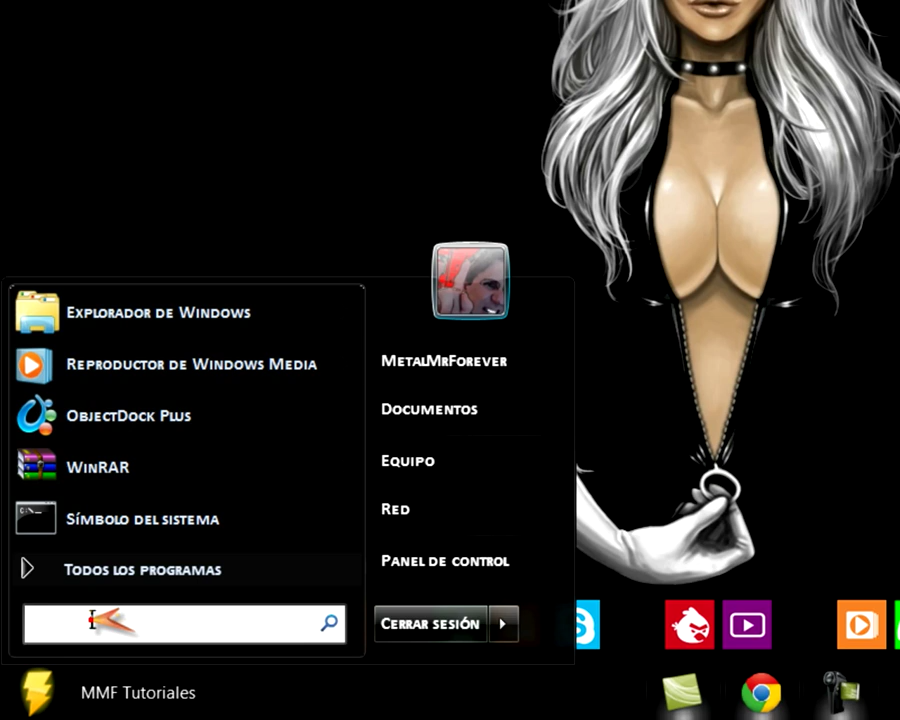 Explorador de Windows
Reproductor de Windows Media
ObjectDock Plus
WinRAR
Símbolo del sistema
Todos los programas
MetalMrForever
Documentos
Equipo
Red
Panel de control
Cerrar sesión
MMF Tutoriales